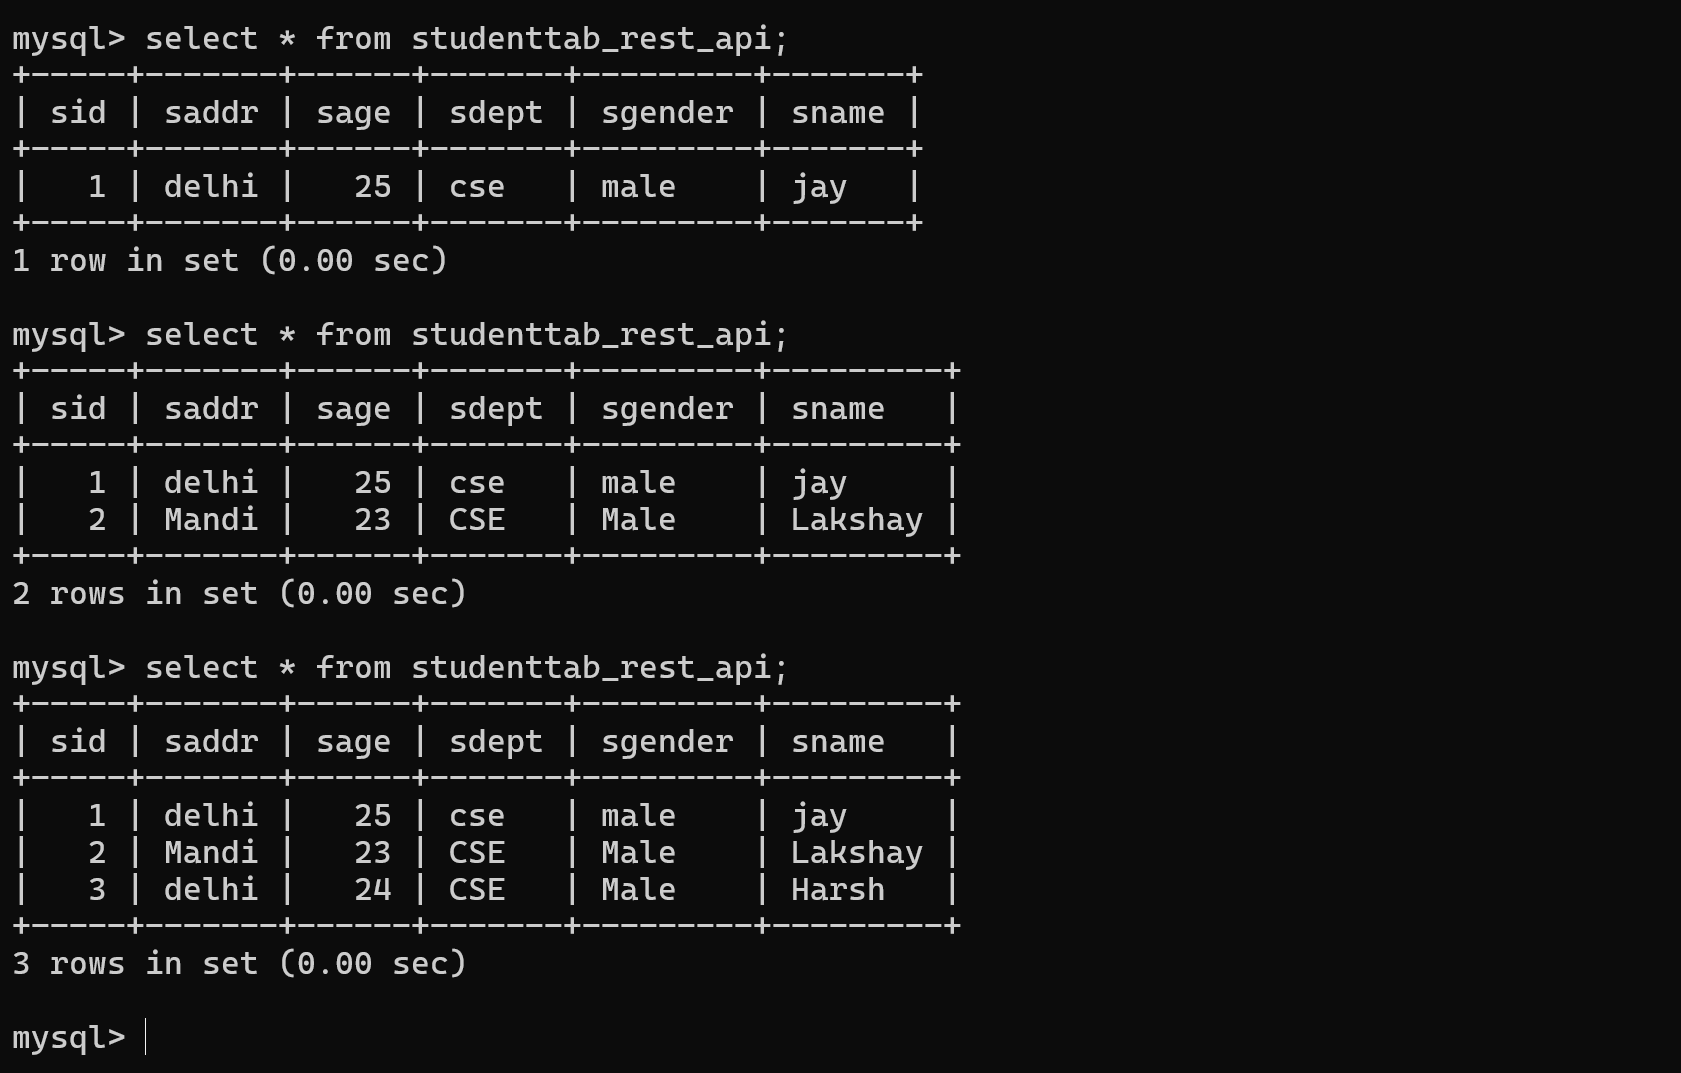 mysql> select * from studenttab_rest_api;
+-----+-------+------+-------+---------+-------+
| sid | saddr | sage | sdept | sgender | sname |
+-----+-------+------+-------+---------+-------+
|   1 | delhi |   25 | cse   | male    | jay   |
+-----+-------+------+-------+---------+-------+
1 row in set (0.00 sec)

mysql> select * from studenttab_rest_api;
+-----+-------+------+-------+---------+---------+
| sid | saddr | sage | sdept | sgender | sname   |
+-----+-------+------+-------+---------+---------+
|   1 | delhi |   25 | cse   | male    | jay     |
|   2 | Mandi |   23 | CSE   | Male    | Lakshay |
+-----+-------+------+-------+---------+---------+
2 rows in set (0.00 sec)

mysql> select * from studenttab_rest_api;
+-----+-------+------+-------+---------+---------+
| sid | saddr | sage | sdept | sgender | sname   |
+-----+-------+------+-------+---------+---------+
|   1 | delhi |   25 | cse   | male    | jay     |
|   2 | Mandi |   23 | CSE   | Male    | Lakshay |
|   3 | delhi |   24 | CSE   | Male    | Harsh   |
+-----+-------+------+-------+---------+---------+
3 rows in set (0.00 sec)

mysql>